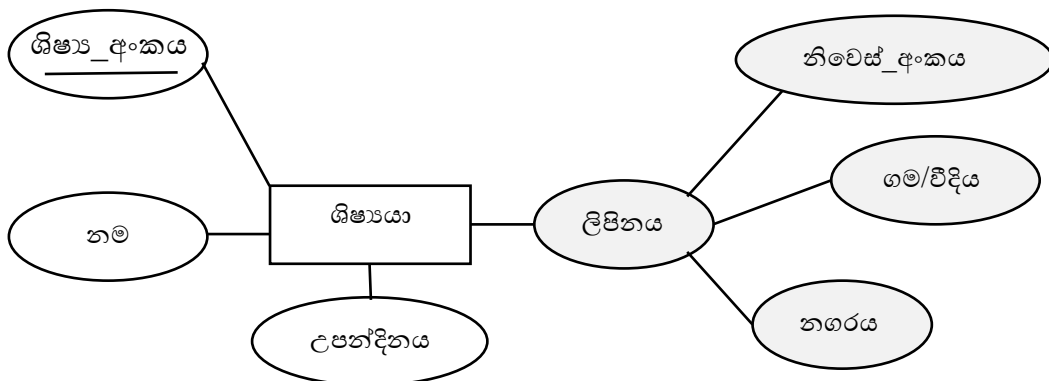 ශිෂ්‍ය_අංකය
නිවෙස්_අංකය
ගම/වීදිය
ශිෂ්‍යයා
ලිපිනය
නම
නගරය
උපන්දිනය